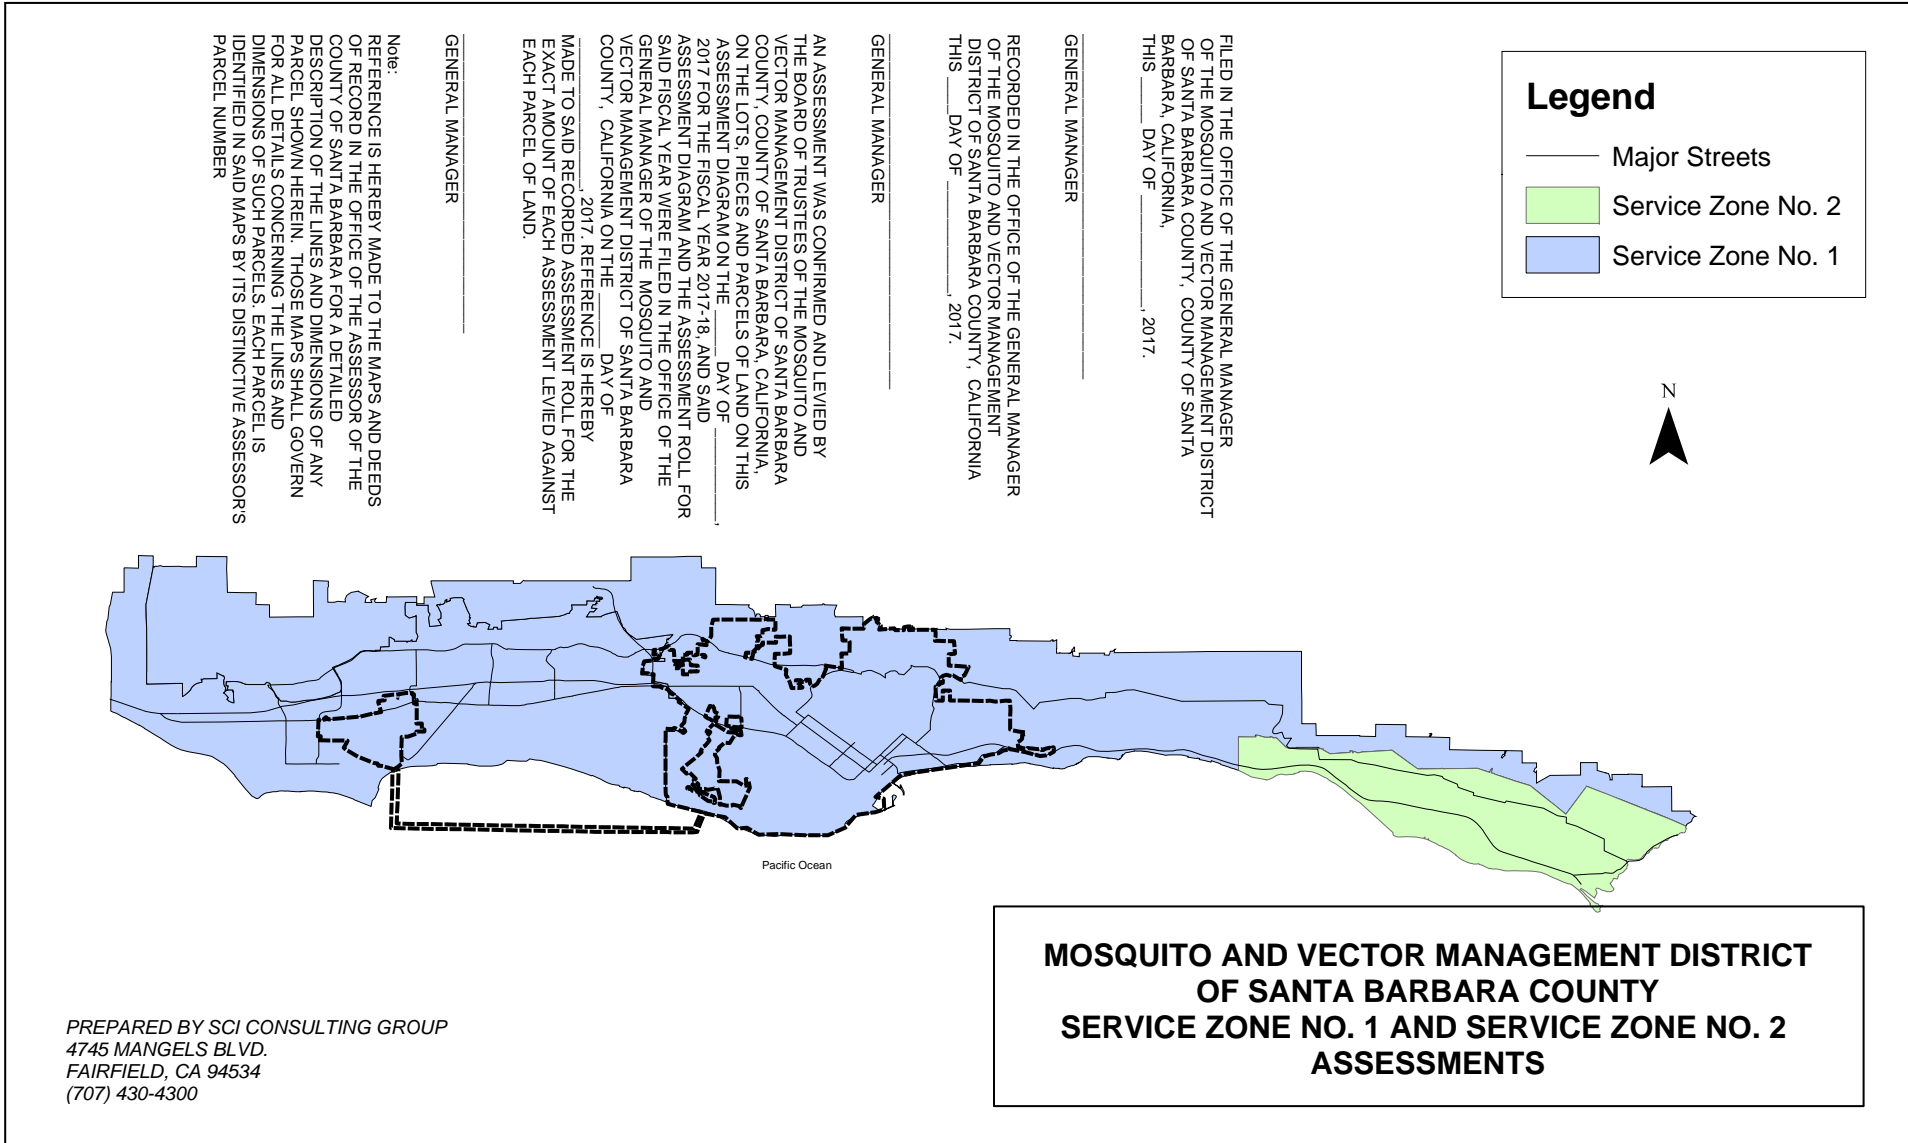 FILED IN THE OFFICE OF THE GENERAL MANAGER
OF THE MOSQUITO AND VECTOR MANAGEMENT DISTRICT
OF SANTA BARBARA COUNTY, COUNTY OF SANTA
BARBARA, CALIFORNIA,
THIS ______ DAY OF ____________, 2017.
GENERAL MANAGER
RECORDED IN THE OFFICE OF THE GENERAL MANAGER
OF THE MOSQUITO AND VECTOR MANAGEMENT
DISTRICT OF SANTA BARBARA COUNTY, CALIFORNIA
THIS _____ DAY OF ____________, 2017.
GENERAL MANAGER
AN ASSESSMENT WAS CONFIRMED AND LEVIED BY
THE BOARD OF TRUSTEES OF THE MOSQUITO AND
VECTOR MANAGEMENT DISTRICT OF SANTA BARBARA
COUNTY, COUNTY OF SANTA BARBARA, CALIFORNIA,
ON THE LOTS, PIECES AND PARCELS OF LAND ON THIS
ASSESSMENT DIAGRAM ON THE ______ DAY OF __________,
2017 FOR THE FISCAL YEAR 2017-18, AND SAID
ASSESSMENT DIAGRAM AND THE ASSESSMENT ROLL FOR
SAID FISCAL YEAR WERE FILED IN THE OFFICE OF THE
GENERAL MANAGER OF THE MOSQUITO AND
VECTOR MANAGEMENT DISTRICT OF SANTA BARBARA
COUNTY, CALIFORNIA ON THE ______ DAY OF
_______________, 2017. REFERENCE IS HEREBY
MADE TO SAID RECORDED ASSESSMENT ROLL FOR THE
EXACT AMOUNT OF EACH ASSESSMENT LEVIED AGAINST
EACH PARCEL OF LAND.
GENERAL MANAGER
Note:
REFERENCE IS HEREBY MADE TO THE MAPS AND DEEDS
OF RECORD IN THE OFFICE OF THE ASSESSOR OF THE
COUNTY OF SANTA BARBARA FOR A DETAILED
DESCRIPTION OF THE LINES AND DIMENSIONS OF ANY
PARCEL SHOWN HEREIN. THOSE MAPS SHALL GOVERN
FOR ALL DETAILS CONCERNING THE LINES AND
DIMENSIONS OF SUCH PARCELS. EACH PARCEL IS
IDENTIFIED IN SAID MAPS BY ITS DISTINCTIVE ASSESSOR'S
PARCEL NUMBER
Legend
Major Streets
Service Zone No. 2
Service Zone No. 1
N
Pacific Ocean
MOSQUITO AND VECTOR MANAGEMENT DISTRICT
OF SANTA BARBARA COUNTY
SERVICE ZONE NO. 1 AND SERVICE ZONE NO. 2
ASSESSMENTS
PREPARED BY SCI CONSULTING GROUP
4745 MANGELS BLVD.
FAIRFIELD, CA 94534
(707) 430-4300